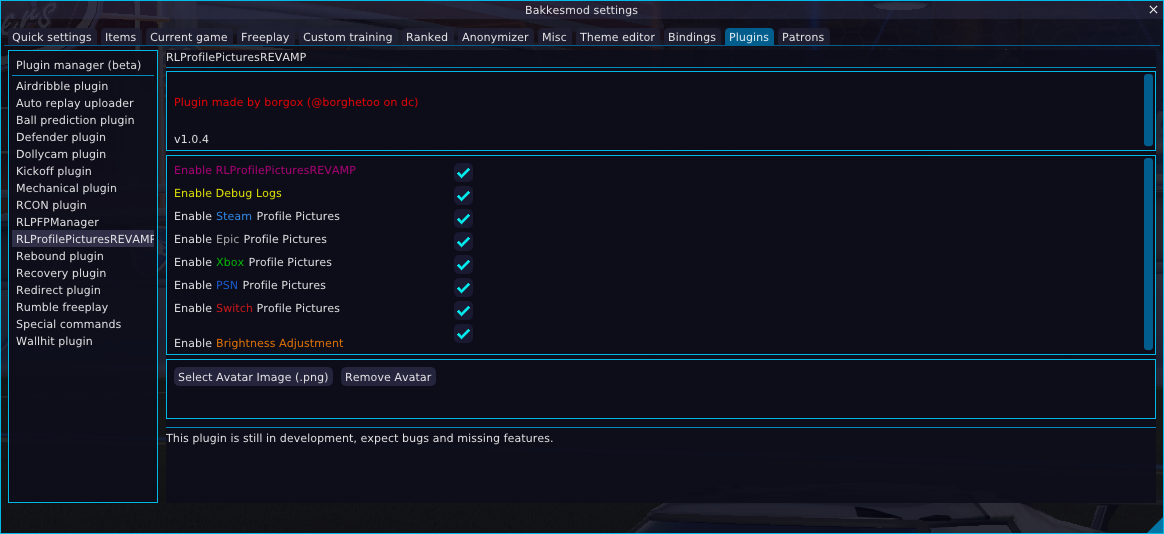 Bakkesmod settings
Quick settings Items Current game Freeplay Custom training Ranked Anonymizer Misc Theme editor Bindings Plugins Patrons
Plugin manager (beta)
Airdribble plugin
Auto replay uploader
Ball prediction plugin
Defender plugin
Dollycam plugin
Kickoff plugin
Mechanical plugin
RCON plugin
RLPFPManager
RLProfilePicturesREVAMP
Rebound plugin
Recovery plugin
Redirect plugin
Rumble freeplay
Special commands
Wallhit plugin
RLProfilePicturesREVAMP
Plugin made by borgox (@borghetoo on dc)
v1.0.4
Enable RLProfilePicturesREVAMP
Enable Debug Logs
Enable Steam Profile Pictures
Enable Epic Profile Pictures
Enable Xbox Profile Pictures
Enable PSN Profile Pictures
Enable Switch Profile Pictures
Enable Brightness Adjustment
Select Avatar Image (.png) Remove Avatar
This plugin is still in development, expect bugs and missing features.